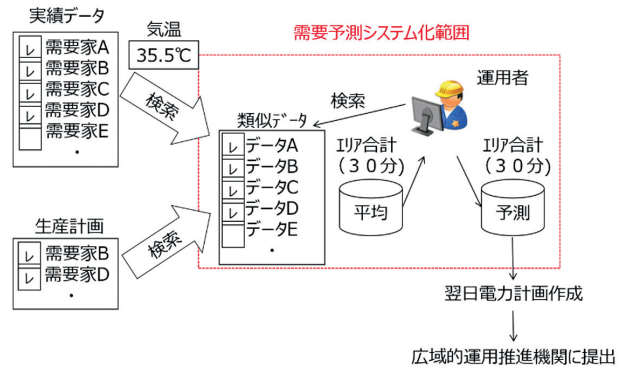 実績データ
レ 需要家A
レ 需要家B
レ 需要家C
レ 需要家D
需要家E
・
気温
35.5℃
検索
生産計画
レ 需要家B
レ 需要家D
・
検索
需要予測システム化範囲
類似ﾃﾞｰﾀ
レ データA
レ データB
レ データC
レ データD
データE
・
検索
運用者
ｴﾘｱ合計
（３０分)
平均
ｴﾘｱ合計
（３０分)
予測
翌日電力計画作成
広域的運用推進機関に提出